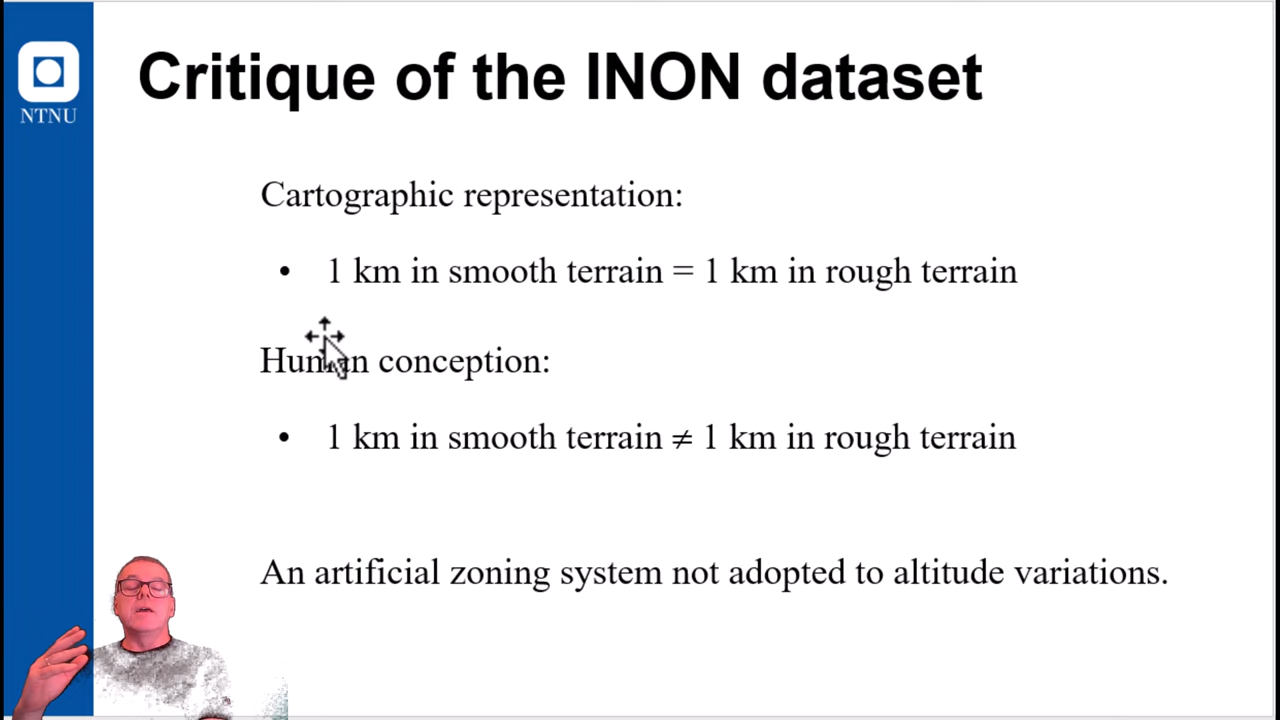 Critique of the INON dataset
NTNU
Cartographic representation:
• 1 km in smooth terrain = 1 km in rough terrain
Human conception:
• 1 km in smooth terrain ≠ 1 km in rough terrain
An artificial zoning system not adopted to altitude variations.